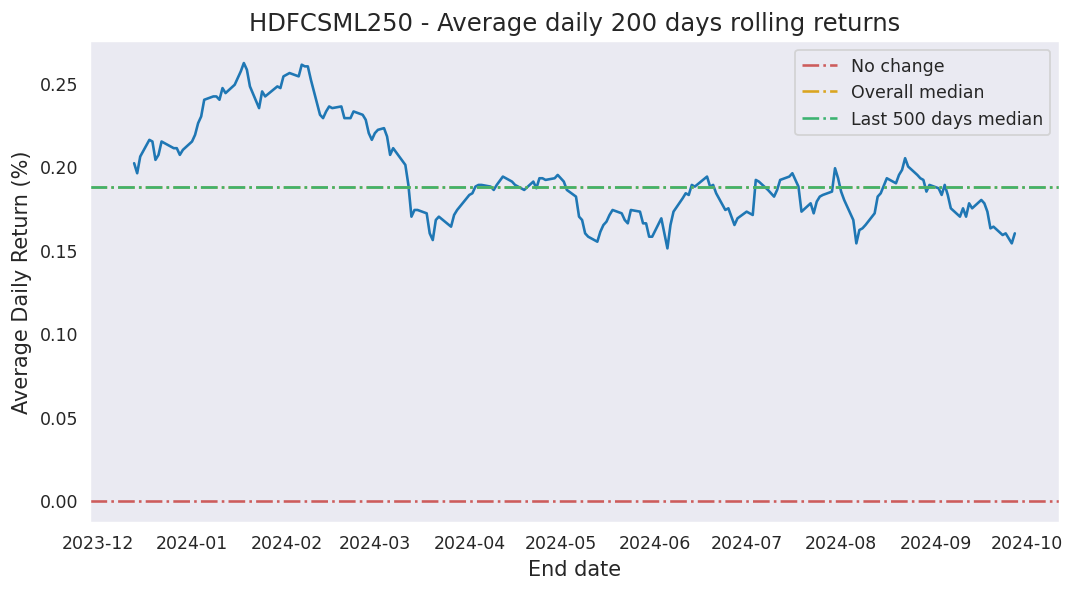 HDFCSML250 - Average daily 200 days rolling returns
No change
Overall median
Last 500 days median
Average Daily Return (%)
0.25
0.20
0.15
0.10
0.05
0.00
2023-12 2024-01 2024-02 2024-03 2024-04 2024-05 2024-06 2024-07 2024-08 2024-09 2024-10
End date